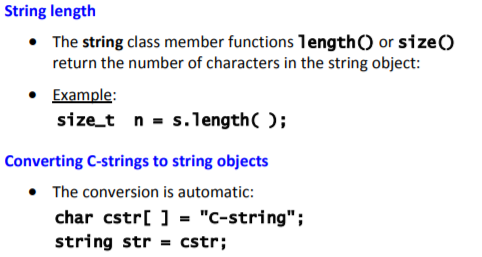 String length
• The string class member functions length() or size()
return the number of characters in the string object:
• Example:
size_t n = s.length( );
Converting C-strings to string objects
• The conversion is automatic:
char cstr[ ] = "C-string";
string str = cstr;